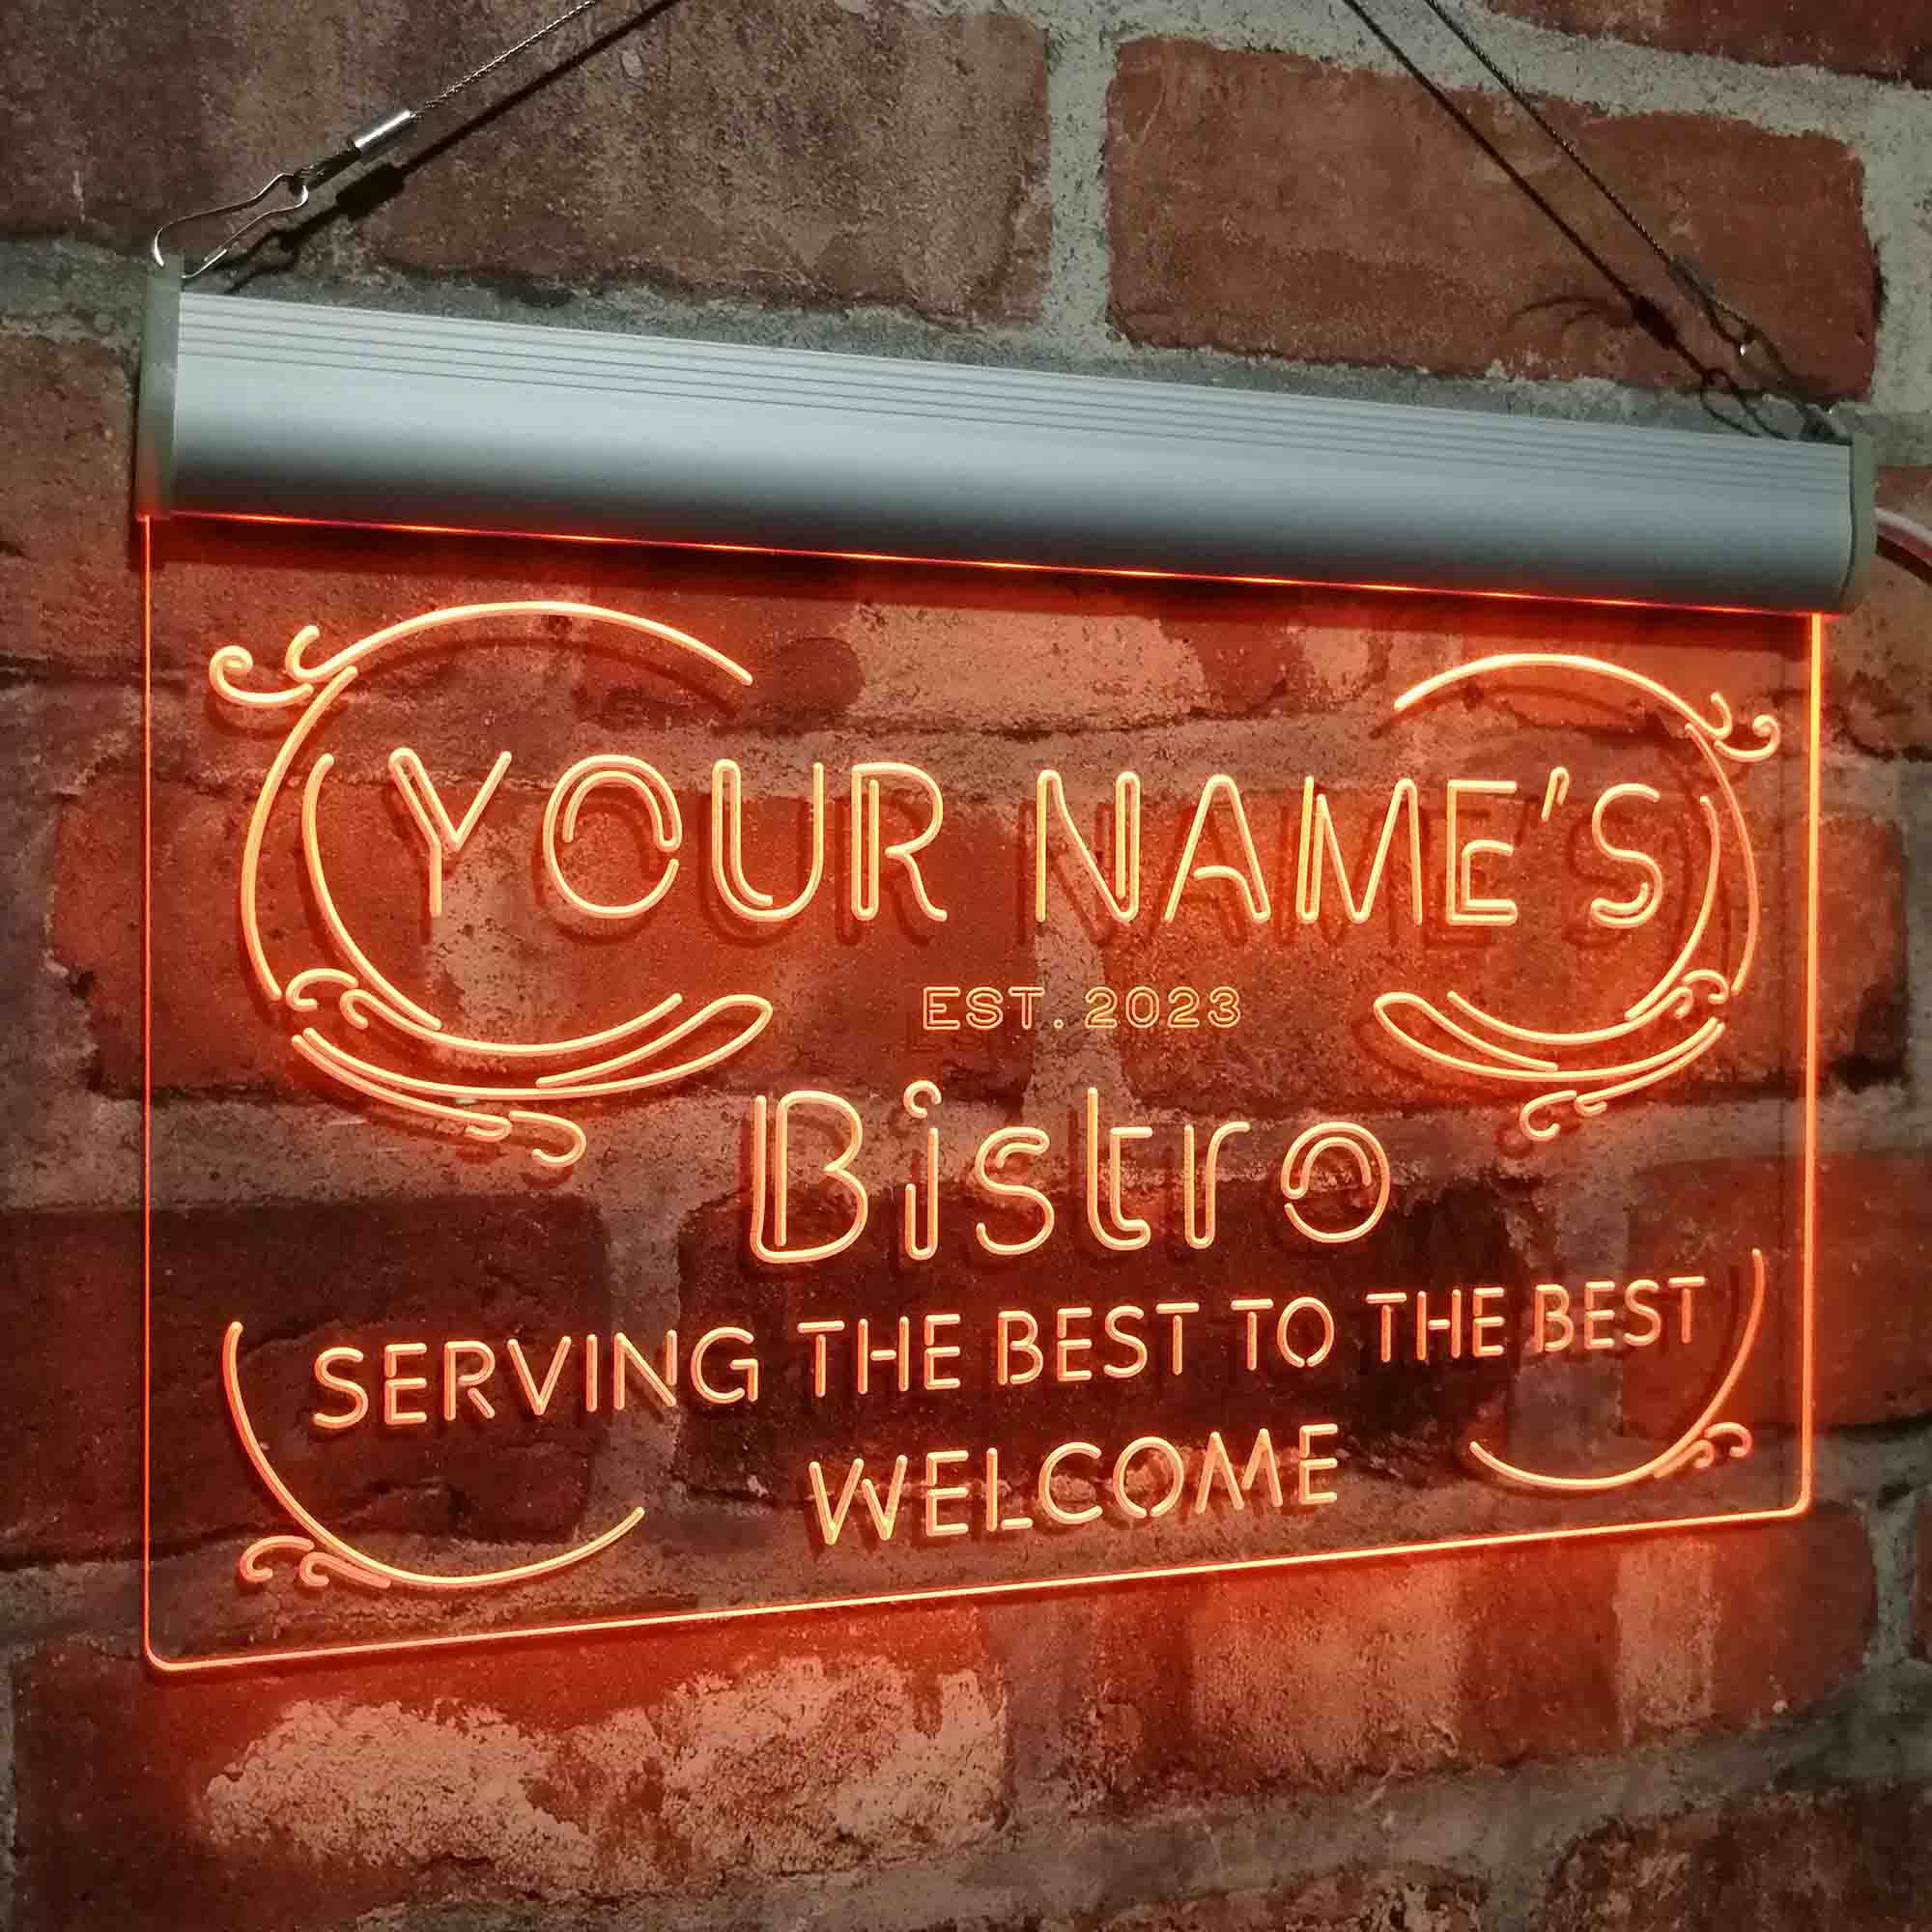 YOUR NAME'S
EST. 2023
Bistro
SERVING THE BEST TO THE BEST
WELCOME